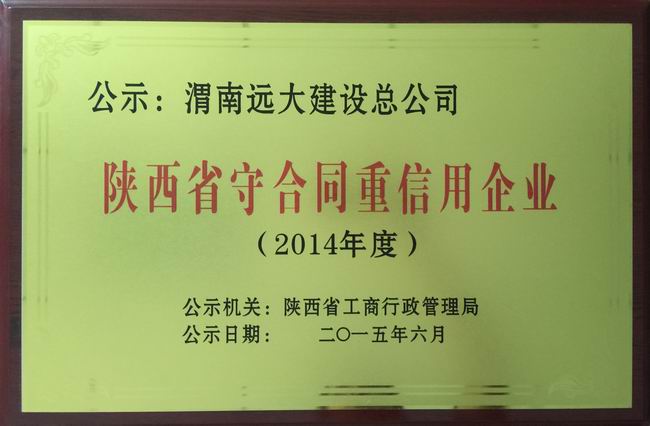 公示：渭南远大建设总公司
陕西省守合同重信用企业
（2014年度）
公示机关：陕西省工商行政管理局
公示日期：　二〇一五年六月